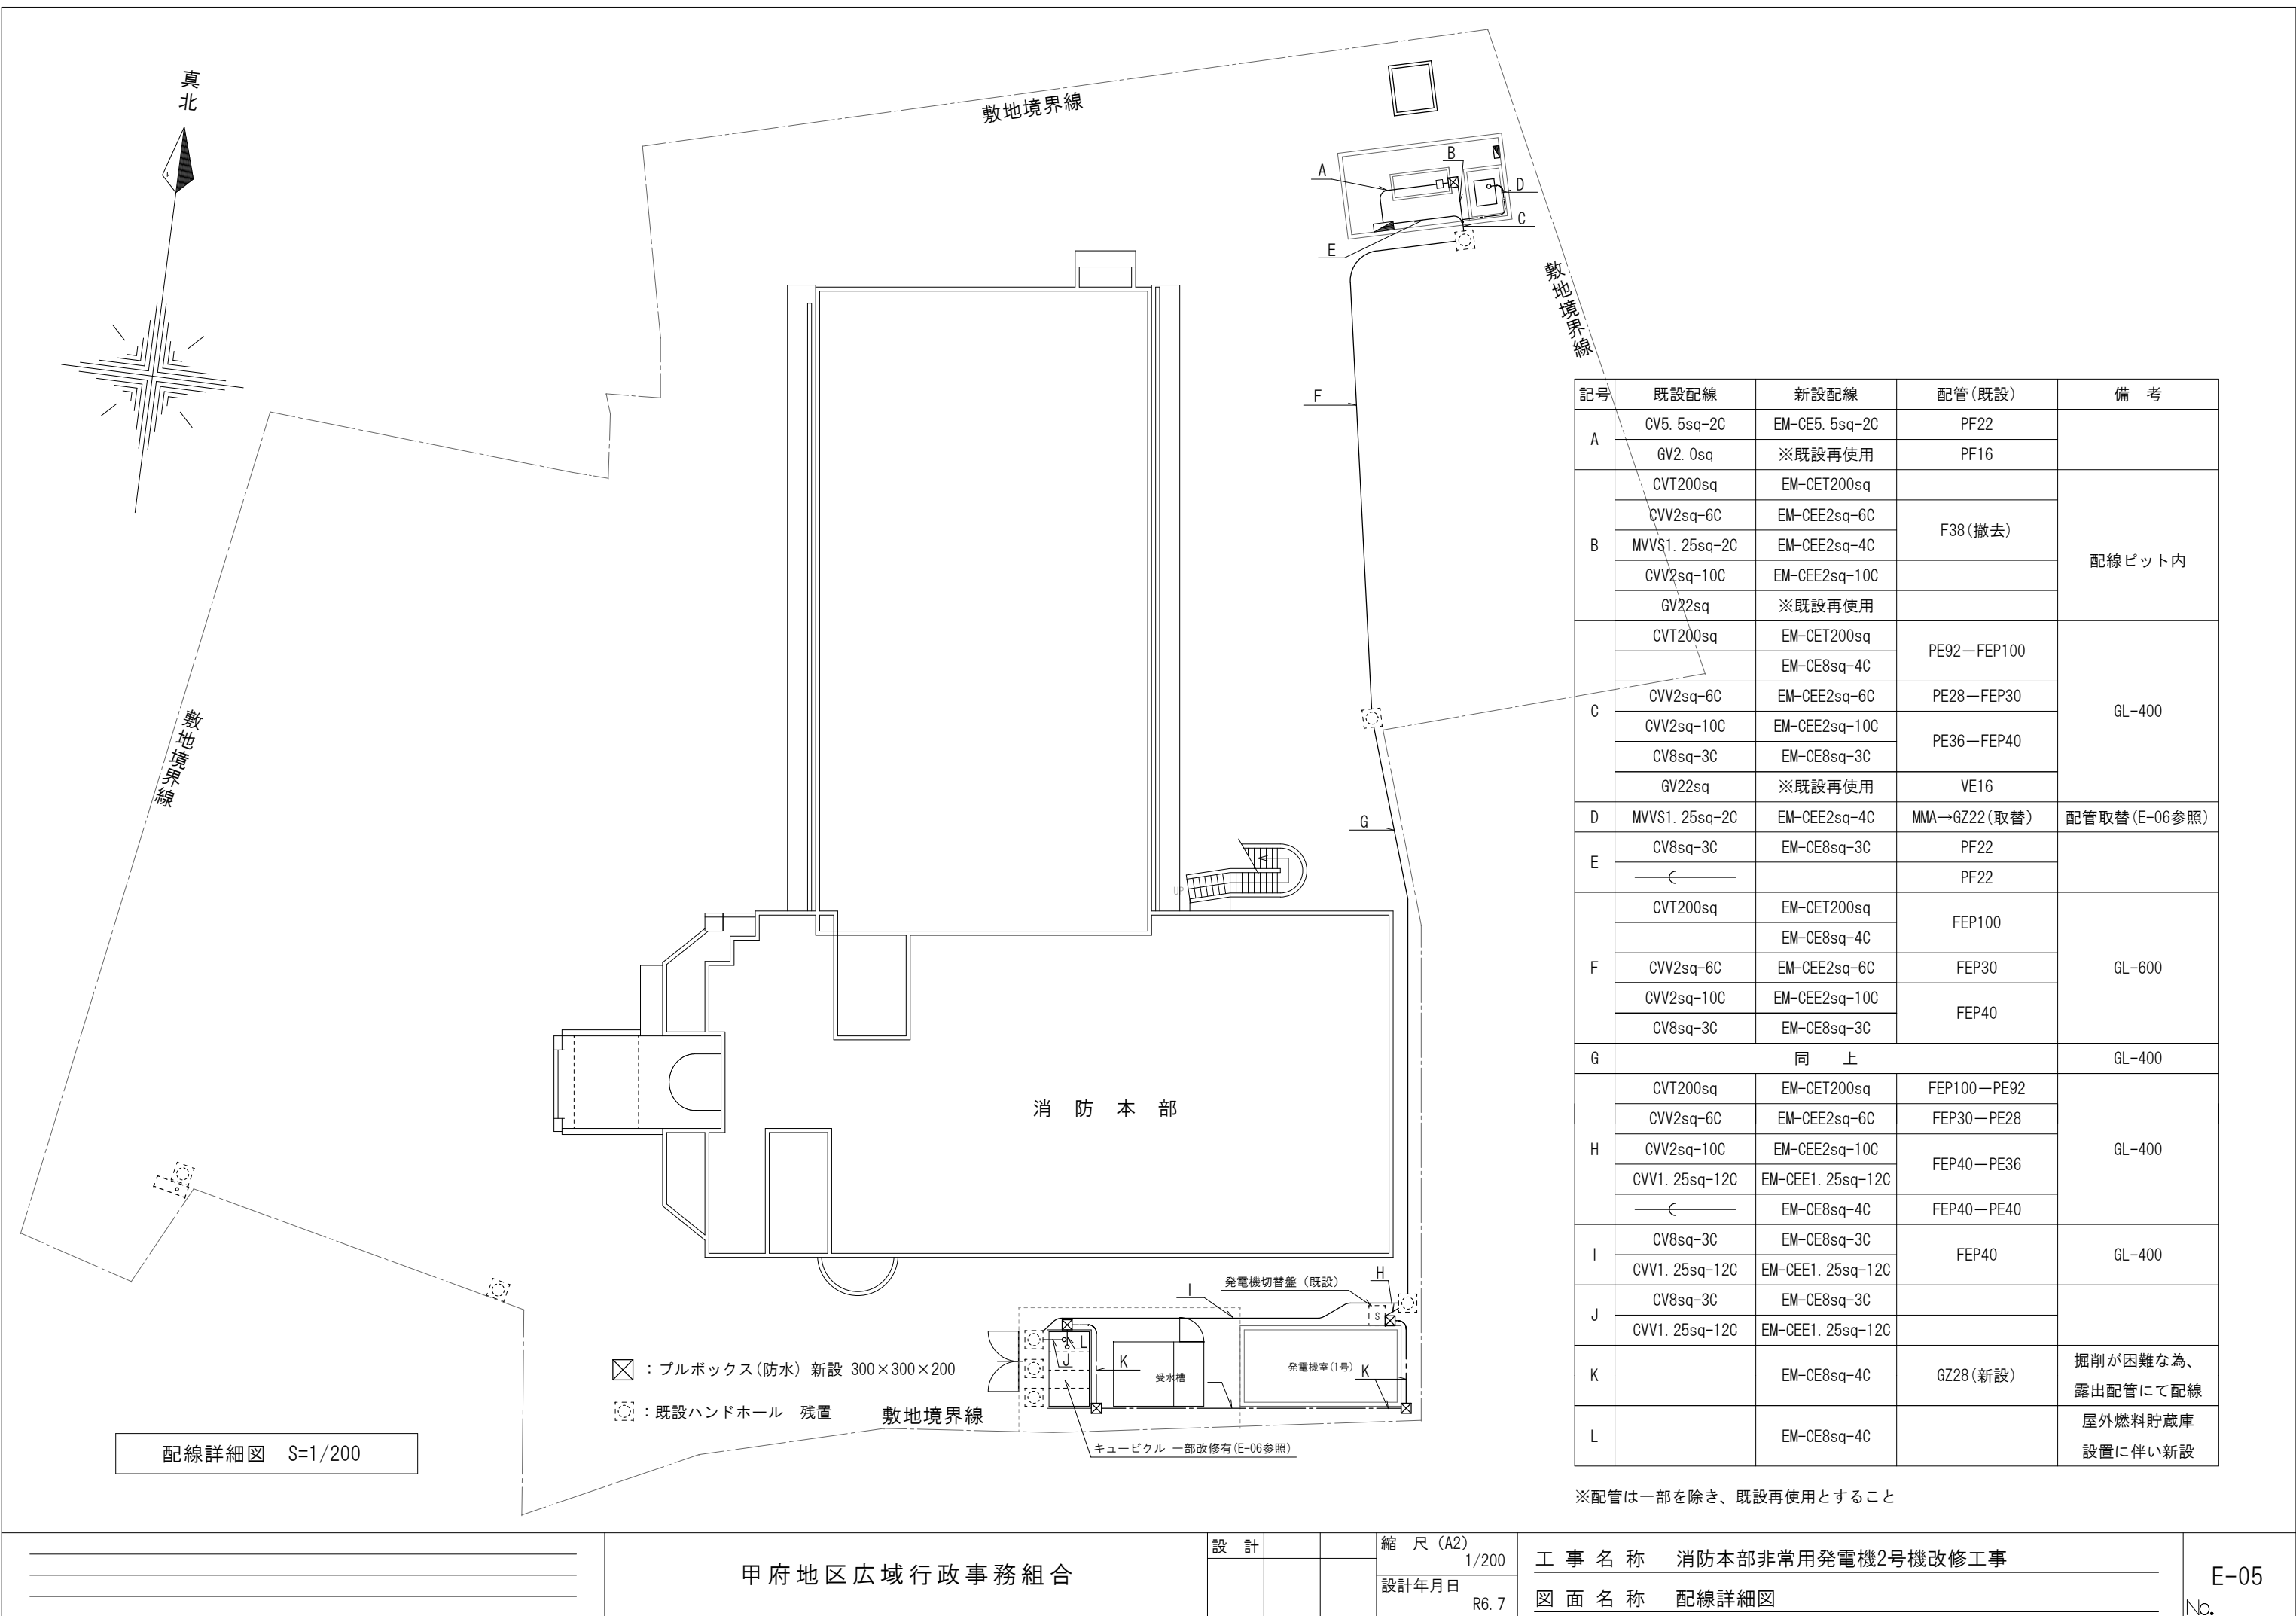 真北
敷地境界線
A
B
D
C
E
敷地境界線
F
敷地境界線
G
UP
消 防 本 部
発電機切替盤（既設）
H
I
S
J
L
K
受水槽
発電機室(1号)
K
：プルボックス(防水) 新設 300×300×200
：既設ハンドホール 残置
敷地境界線
キュービクル 一部改修有(E-06参照)
配線詳細図 S=1/200
記号 既設配線 新設配線 配管(既設) 備 考
A CV5.5sq-2C EM-CE5.5sq-2C PF22
GV2.0sq ※既設再使用 PF16
B CVT200sq EM-CET200sq 配線ピット内
CVV2sq-6C EM-CEE2sq-6C F38(撤去)
MVVS1.25sq-2C EM-CEE2sq-4C
CVV2sq-10C EM-CEE2sq-10C
GV22sq ※既設再使用
C CVT200sq EM-CET200sq PE92－FEP100 GL-400
EM-CE8sq-4C
CVV2sq-6C EM-CEE2sq-6C PE28－FEP30
CVV2sq-10C EM-CEE2sq-10C PE36－FEP40
CV8sq-3C EM-CE8sq-3C
GV22sq ※既設再使用 VE16
D MVVS1.25sq-2C EM-CEE2sq-4C MMA→GZ22(取替) 配管取替(E-06参照)
E CV8sq-3C EM-CE8sq-3C PF22
PF22
F CVT200sq EM-CET200sq FEP100 GL-600
EM-CE8sq-4C
CVV2sq-6C EM-CEE2sq-6C FEP30
CVV2sq-10C EM-CEE2sq-10C FEP40
CV8sq-3C EM-CE8sq-3C
G 同 上 GL-400
H CVT200sq EM-CET200sq FEP100－PE92 GL-400
CVV2sq-6C EM-CEE2sq-6C FEP30－PE28
CVV2sq-10C EM-CEE2sq-10C FEP40－PE36
CVV1.25sq-12C EM-CEE1.25sq-12C
EM-CE8sq-4C FEP40－PE40
I CV8sq-3C EM-CE8sq-3C FEP40 GL-400
CVV1.25sq-12C EM-CEE1.25sq-12C
J CV8sq-3C EM-CE8sq-3C
CVV1.25sq-12C EM-CEE1.25sq-12C
K EM-CE8sq-4C GZ28(新設) 掘削が困難な為、
露出配管にて配線
L EM-CE8sq-4C 屋外燃料貯蔵庫
設置に伴い新設
※配管は一部を除き、既設再使用とすること
甲府地区広域行政事務組合
設 計
縮 尺 (A2)
1/200
設計年月日
R6.7
工 事 名 称 消防本部非常用発電機2号機改修工事
図 面 名 称 配線詳細図
E-05
No.